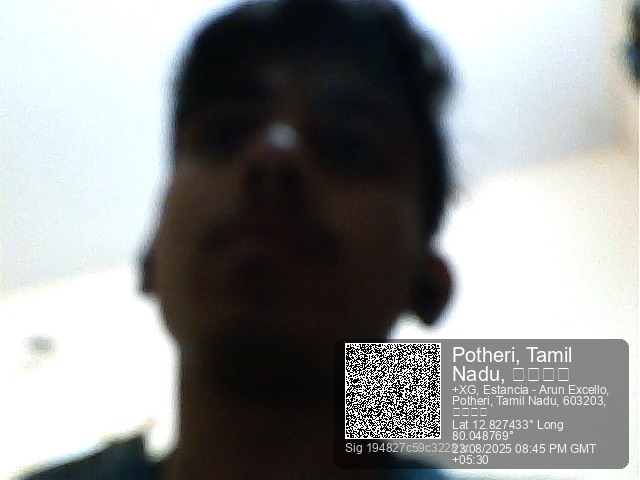 Potheri, Tamil
Nadu,
+XG, Estancia - Arun Excello,
Potheri, Tamil Nadu, 603203,
Lat 12.827433° Long
80.048769°
Sig 194827c59c322
23/08/2025 08:45 PM GMT
+05:30